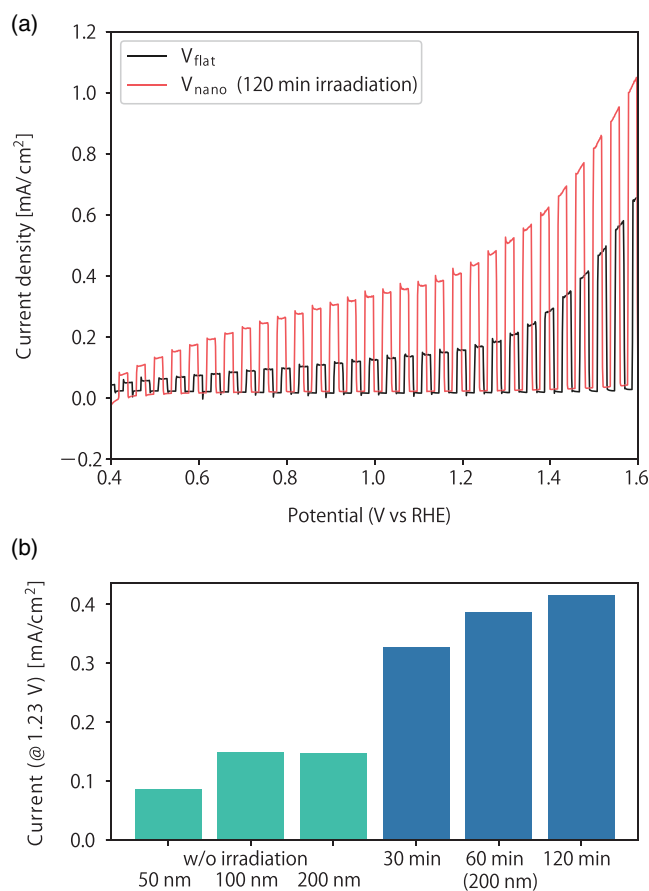 (a)
1.2
1.0
0.8
0.6
0.4
0.2
0.0
−0.2
Current density [mA/cm²]
V_flat
V_nano (120 min irraadiation)
0.4 0.6 0.8 1.0 1.2 1.4 1.6
Potential (V vs RHE)
(b)
0.4
0.3
0.2
0.1
0.0
Current (@1.23 V) [mA/cm²]
w/o irradiation 30 min 60 min 120 min
50 nm 100 nm 200 nm (200 nm)